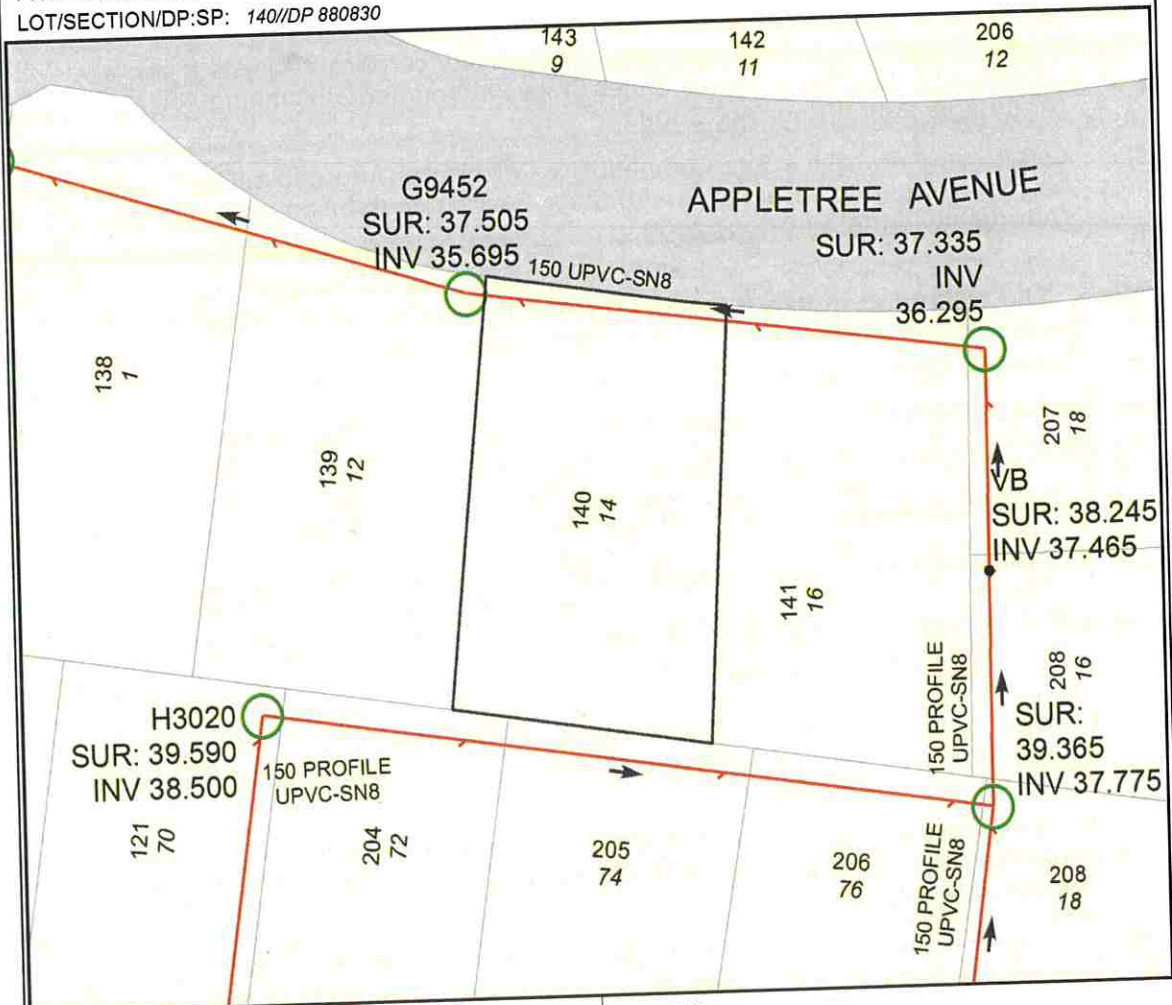 LOT/SECTION/DP:SP: 140//DP 880830
143
9
142
11
206
12
G9452
SUR: 37.505
INV 35.695
APPLETREE AVENUE
SUR: 37.335
INV
36.295
150 UPVC-SN8
138
1
139
12
140
14
141
16
207
18
VB
SUR: 38.245
INV 37.465
150 PROFILE
UPVC-SN8
208
16
H3020
SUR: 39.590
INV 38.500
150 PROFILE
UPVC-SN8
SUR:
39.365
INV 37.775
121
70
204
72
205
74
206
76
150 PROFILE
UPVC-SN8
208
18